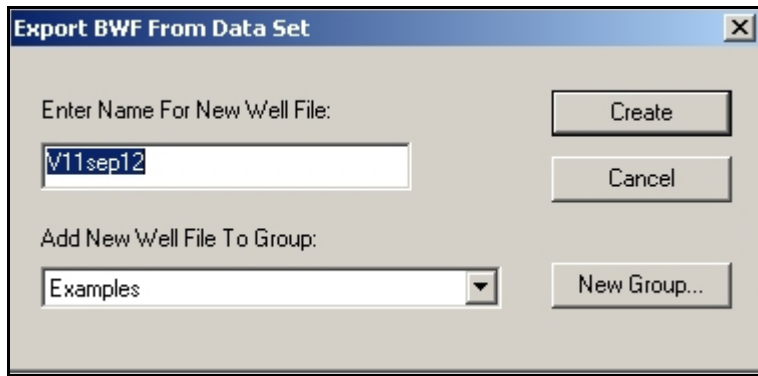 Export BWF From Data Set
Enter Name For New Well File:
Create
V11sep12
Cancel
Add New Well File To Group:
Examples
New Group...